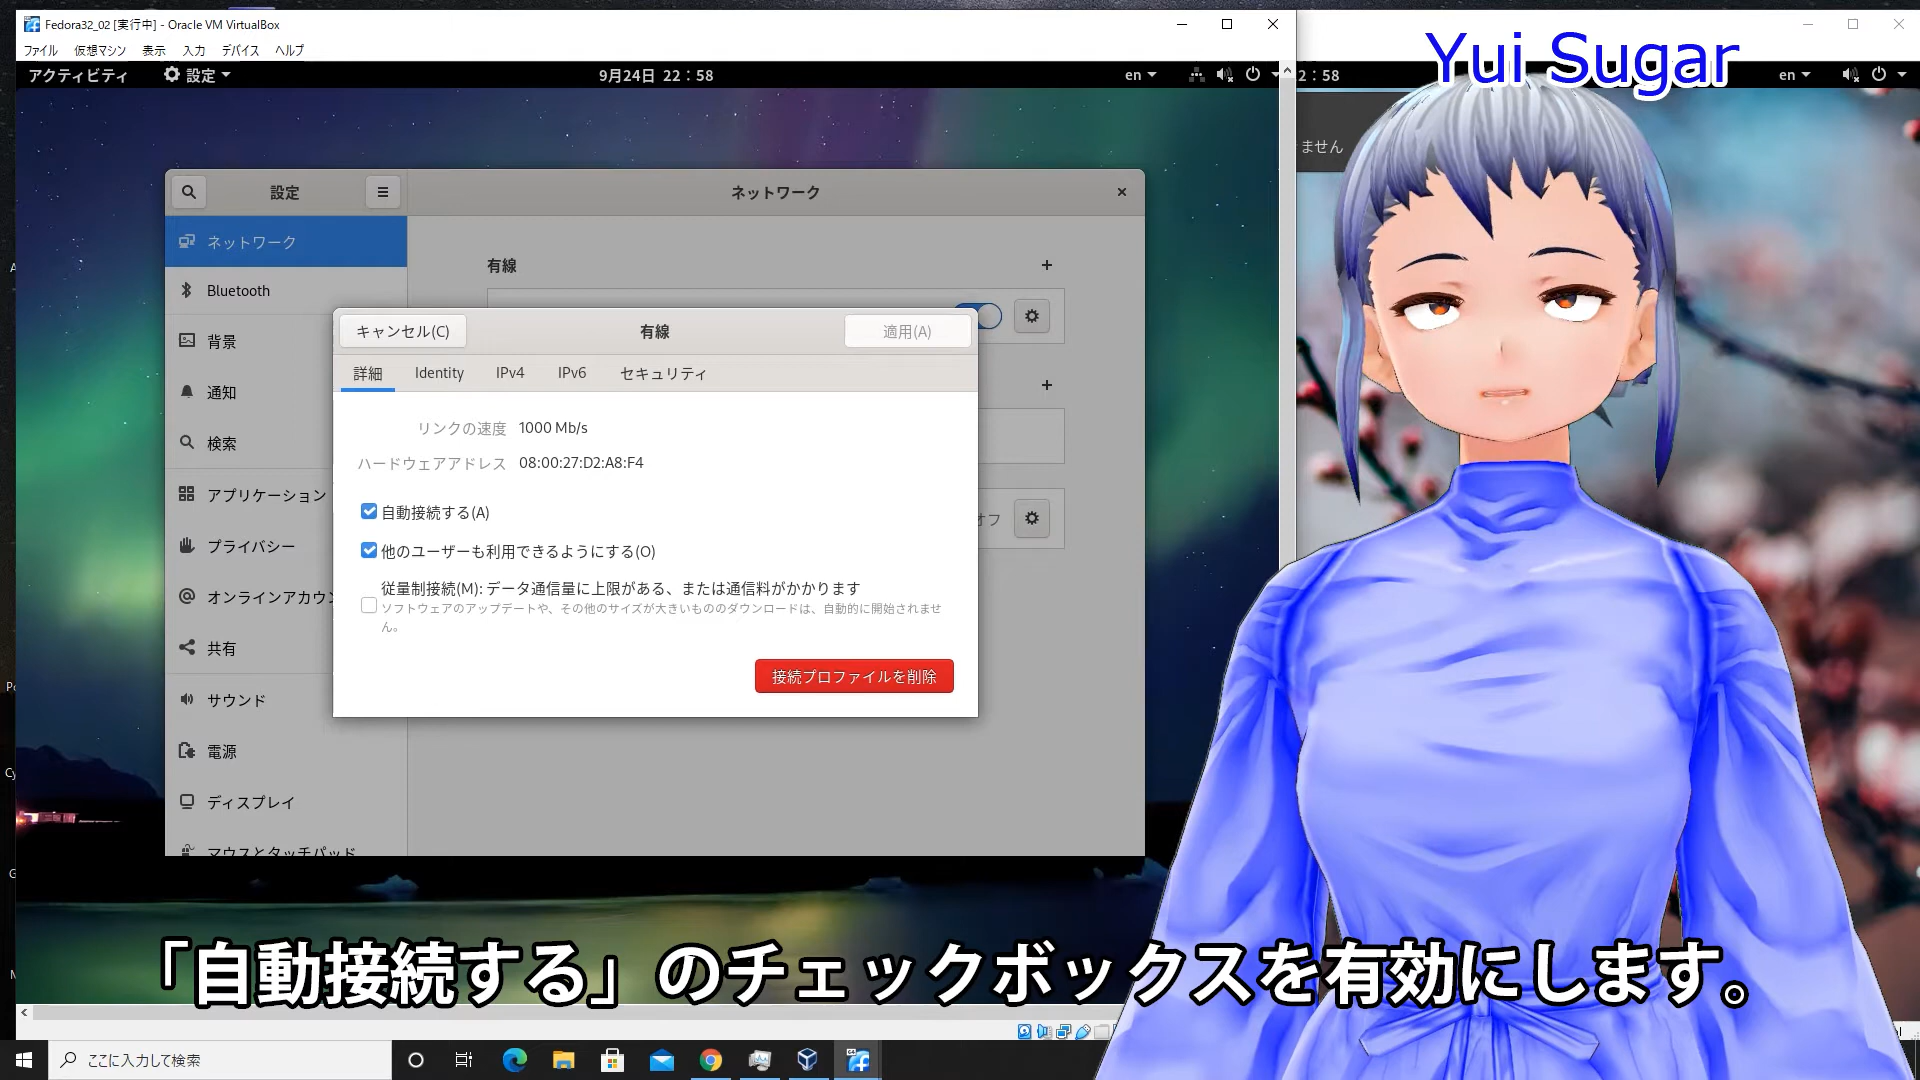 Fedora32_02 [実行中] - Oracle VM VirtualBox
ファイル 仮想マシン 表示 入力 デバイス ヘルプ
アクティビティ 設定 9月24日 22：58 en
2：58 en
Yui Sugar
ません
設定 ネットワーク
ネットワーク
Bluetooth
背景
通知
検索
アプリケーション
プライバシー
オンラインアカウン
共有
サウンド
電源
ディスプレイ
マウスとタッチパッド
有線
オフ
キャンセル(C) 有線 適用(A)
詳細 Identity IPv4 IPv6 セキュリティ
リンクの速度 1000 Mb/s
ハードウェアアドレス 08:00:27:D2:A8:F4
自動接続する(A)
他のユーザーも利用できるようにする(O)
従量制接続(M): データ通信量に上限がある、または通信料がかかります
ソフトウェアのアップデートや、その他のサイズが大きいもののダウンロードは、自動的に開始されませ
ん。
接続プロファイルを削除
「自動接続する」のチェックボックスを有効にします。
ここに入力して検索